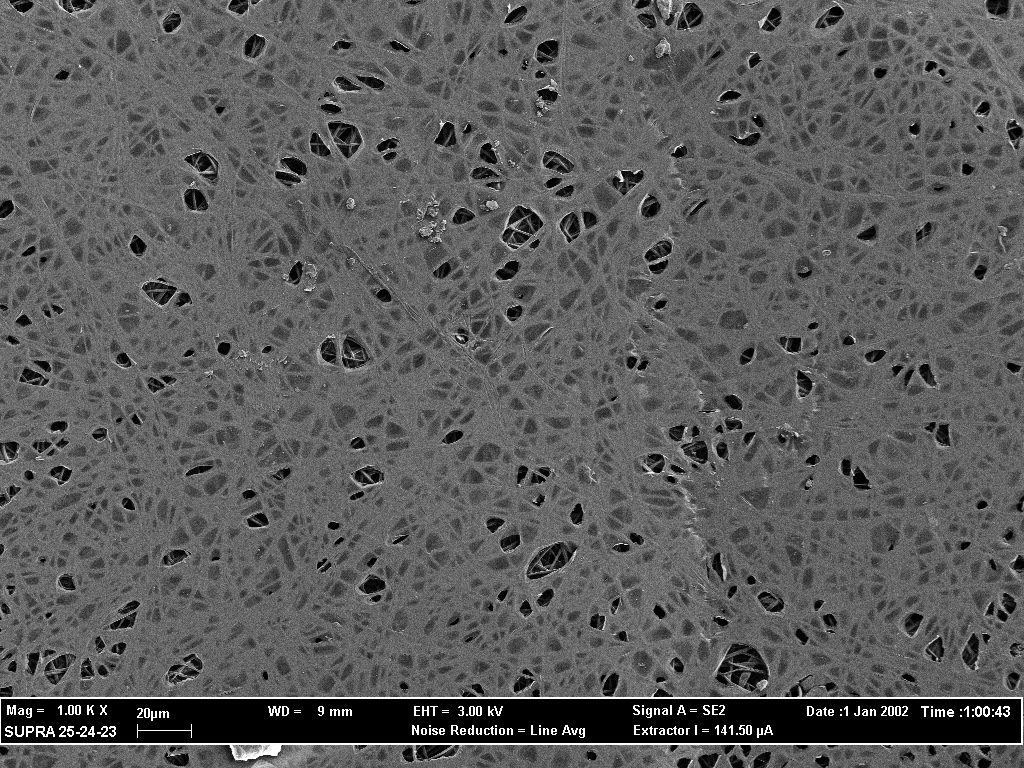 Mag = 1.00 K X 20µm WD = 9 mm EHT = 3.00 kV Signal A = SE2 Date :1 Jan 2002 Time :1:00:43
SUPRA 25-24-23 Noise Reduction = Line Avg Extractor I = 141.50 µA